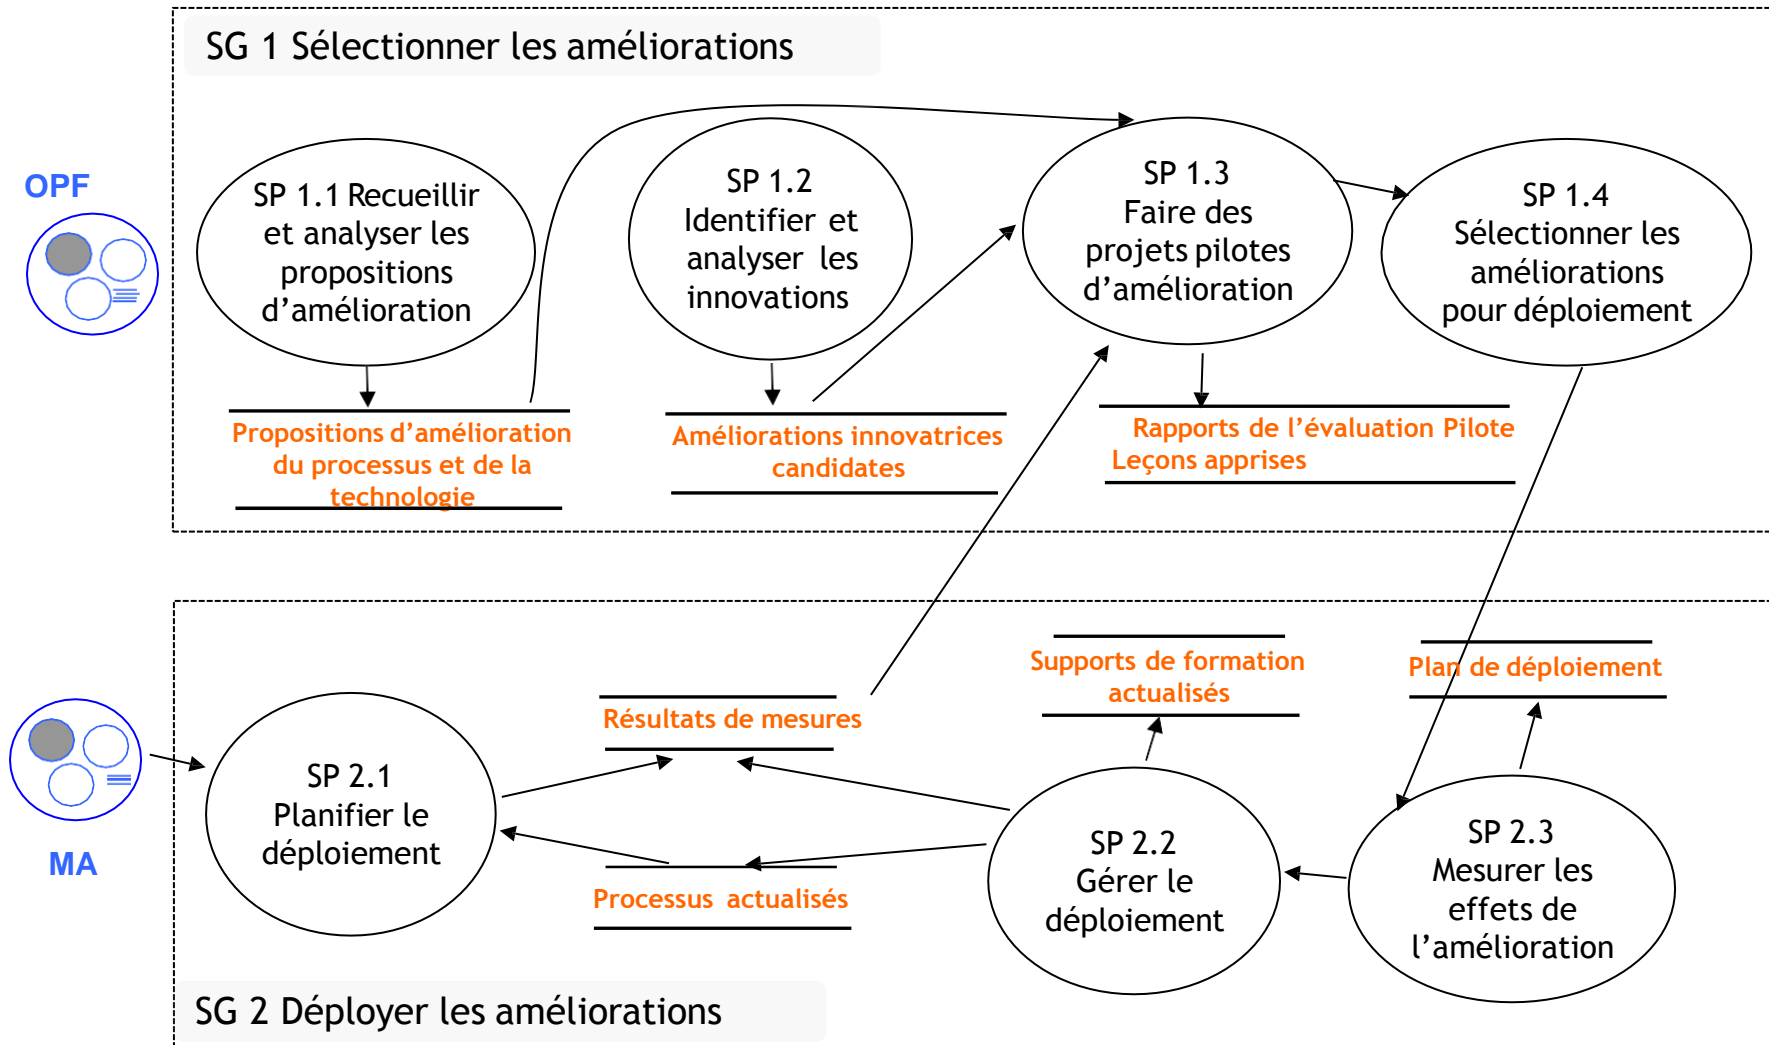 SG 1 Sélectionner les améliorations
OPF
SP 1.1 Recueillir
et analyser les
propositions
d’amélioration
SP 1.2
Identifier et
analyser les
innovations
SP 1.3
Faire des
projets pilotes
d’amélioration
SP 1.4
Sélectionner les
améliorations
pour déploiement
Propositions d’amélioration
du processus et de la
technologie
Améliorations innovatrices
candidates
Rapports de l’évaluation Pilote
Leçons apprises
Supports de formation
actualisés
Plan de déploiement
Résultats de mesures
MA
SP 2.1
Planifier le
déploiement
Processus actualisés
SP 2.2
Gérer le
déploiement
SP 2.3
Mesurer les
effets de
l’amélioration
SG 2 Déployer les améliorations